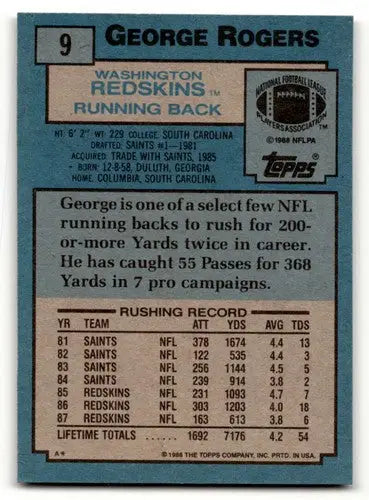 9 GEORGE ROGERS
WASHINGTON
REDSKINS™
RUNNING BACK
NATIONAL FOOTBALL LEAGUE
PLAYERS ASSOCIATION™
© 1988 NFLPA
TOPPS®
HT: 6' 2" WT: 229 COLLEGE: SOUTH CAROLINA
DRAFTED: SAINTS #1—1981
ACQUIRED: TRADE WITH SAINTS, 1985
• BORN: 12-8-58, DULUTH, GEORGIA
HOME: COLUMBIA, SOUTH CAROLINA
George is one of a select few NFL
running backs to rush for 200-
or-more Yards twice in career.
He has caught 55 Passes for 368
Yards in 7 pro campaigns.
RUSHING RECORD
YR TEAM ATT YDS AVG TDS
81 SAINTS NFL 378 1674 4.4 13
82 SAINTS NFL 122 535 4.4 3
83 SAINTS NFL 256 1144 4.5 5
84 SAINTS NFL 239 914 3.8 2
85 REDSKINS NFL 231 1093 4.7 7
86 REDSKINS NFL 303 1203 4.0 18
87 REDSKINS NFL 163 613 3.8 6
LIFETIME TOTALS ..... 1692 7176 4.2 54
A* © 1988 THE TOPPS COMPANY, INC. PRTD. IN U.S.A.